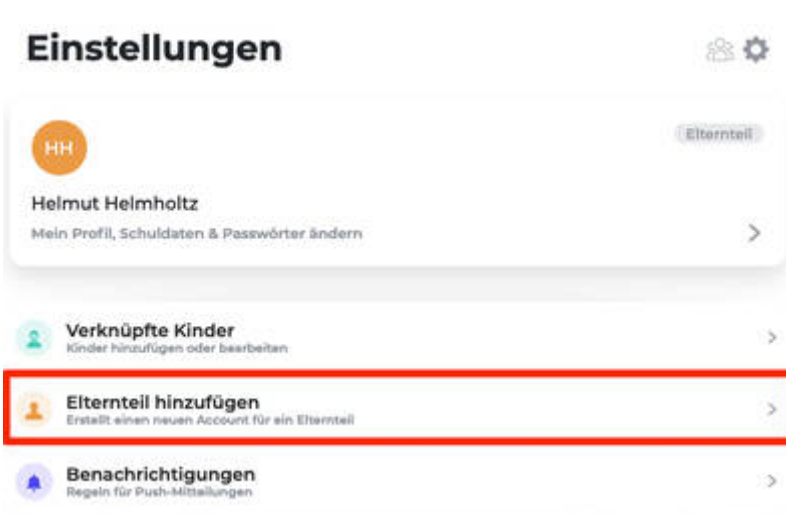 Einstellungen
HH
Elternteil
Helmut Helmholtz
Mein Profil, Schuldaten & Passwörter ändern
Verknüpfte Kinder
Kinder hinzufügen oder bearbeiten
Elternteil hinzufügen
Erstellt einen neuen Account für ein Elternteil
Benachrichtigungen
Regeln für Push-Mitteilungen